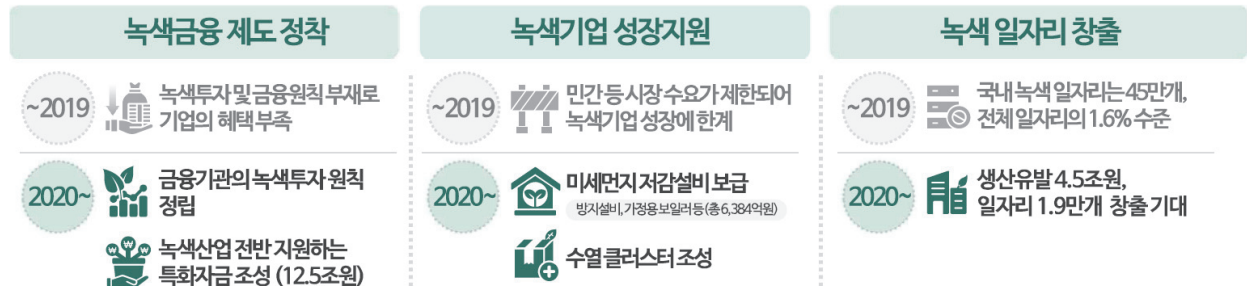 녹색금융 제도 정착
~2019
녹색투자 및 금융원칙 부재로
기업의 혜택 부족
2020~
금융기관의 녹색투자 원칙
정립
녹색산업 전반 지원하는
특화자금 조성 (12.5조원)
녹색기업 성장지원
~2019
민간 등 시장 수요가 제한되어
녹색기업 성장에 한계
2020~
미세먼지 저감설비 보급
방지설비, 가정용 보일러 등 (총 6,384억원)
수열 클러스터 조성
녹색 일자리 창출
~2019
국내 녹색 일자리는 45만개,
전체 일자리의 1.6% 수준
2020~
생산유발 4.5조원,
일자리 1.9만개 창출 기대